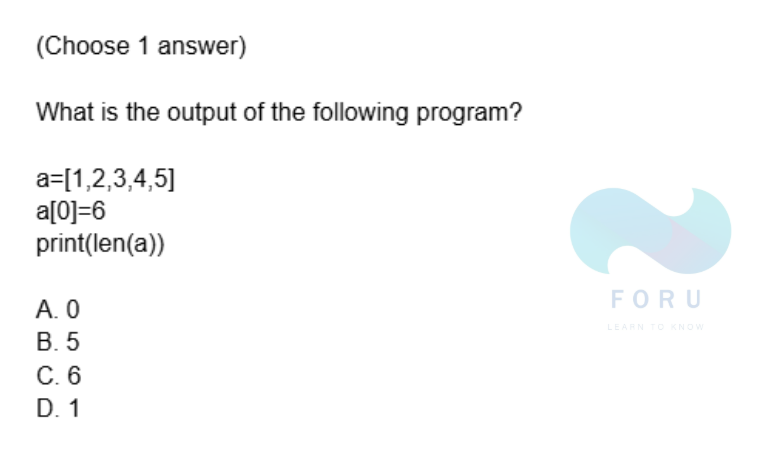 (Choose 1 answer)
What is the output of the following program?
a=[1,2,3,4,5]
a[0]=6
print(len(a))
A. 0
B. 5
C. 6
D. 1
FORU
LEARN TO KNOW